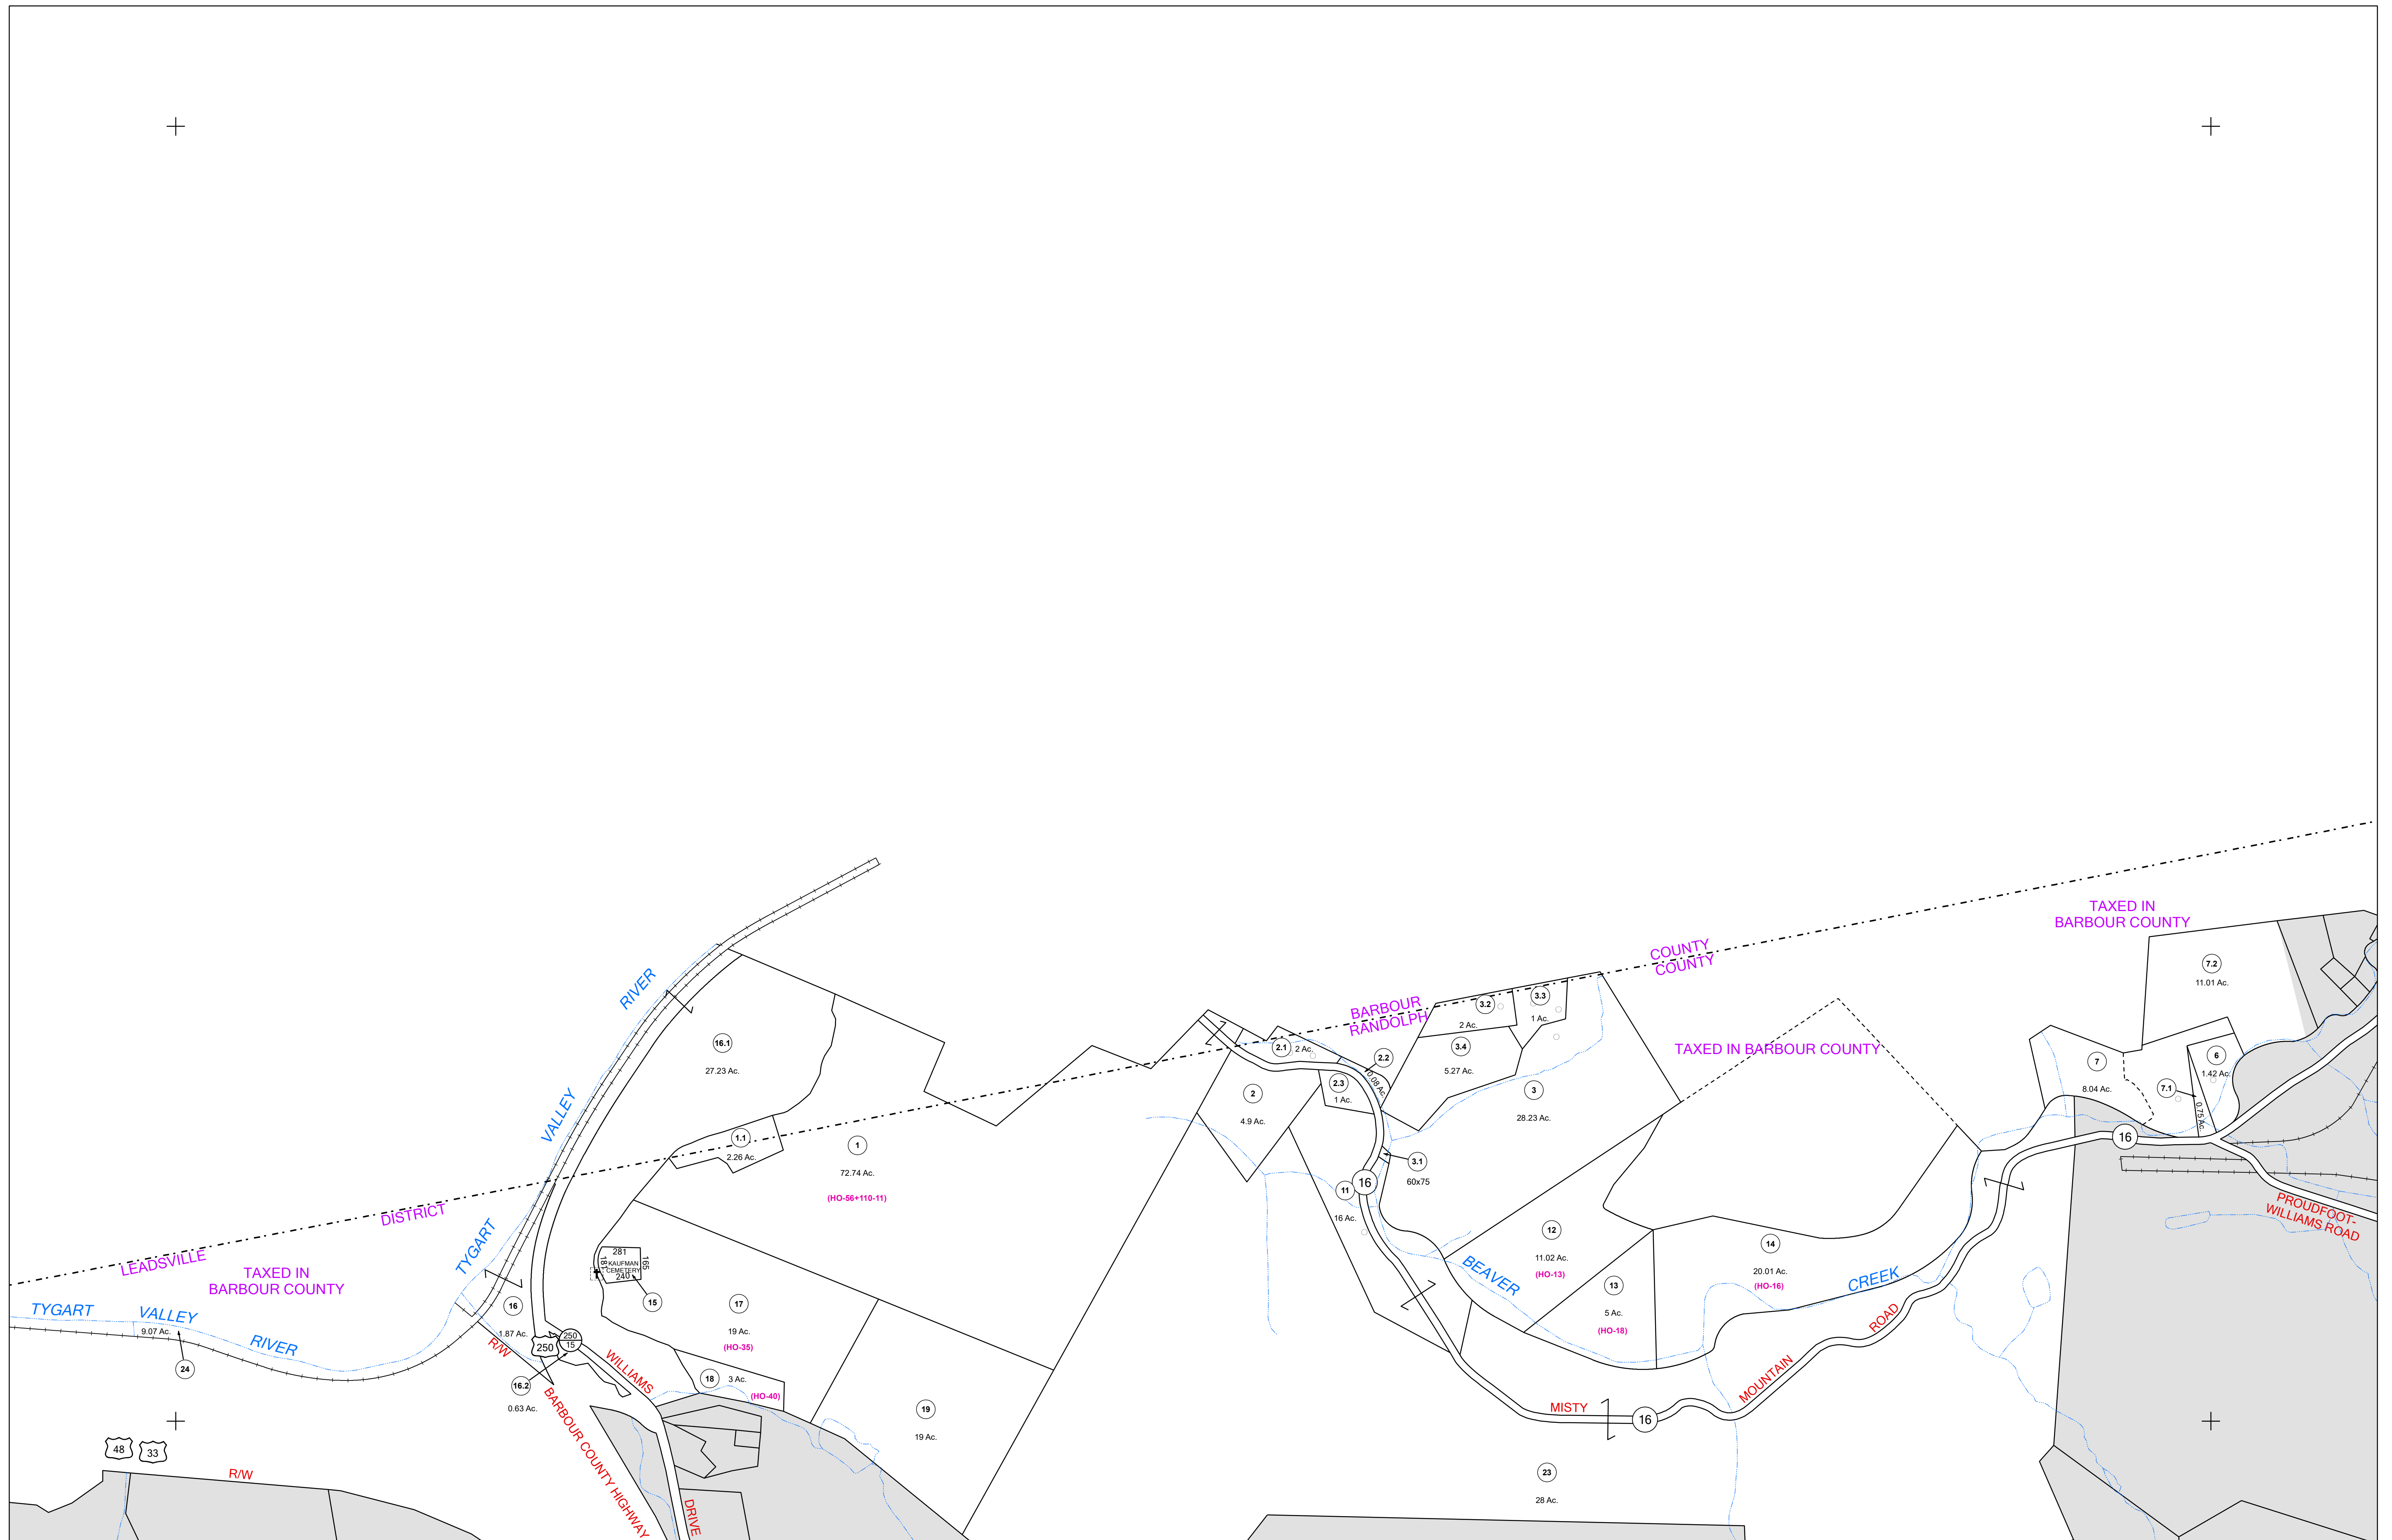 TAXED IN
BARBOUR COUNTY
7.2
11.01 Ac.
COUNTY
COUNTY
BARBOUR
RANDOLPH
RIVER
VALLEY
TYGART
16.1
27.23 Ac.
1.1
2.26 Ac.
1
72.74 Ac.
(HO-56+110-11)
2
4.9 Ac.
2.1
2 Ac.
2.2
0.08 Ac.
2.3
1 Ac.
3.2
2 Ac.
3.3
1 Ac.
3.4
5.27 Ac.
3
28.23 Ac.
3.1
60x75
TAXED IN BARBOUR COUNTY
7
8.04 Ac.
7.1
0.75 Ac.
6
1.42 Ac.
16
PROUDFOOT-
WILLIAMS ROAD
11
16
16 Ac.
12
11.02 Ac.
(HO-13)
13
5 Ac.
(HO-18)
14
20.01 Ac.
(HO-16)
BEAVER
CREEK
LEADSVILLE
DISTRICT
TAXED IN
BARBOUR COUNTY
TYGART
VALLEY
RIVER
9.07 Ac.
24
281
165
181
KAUFMAN
CEMETERY
240
15
16
1.87 Ac.
R/W
250
250
15
16.2
0.63 Ac.
17
19 Ac.
(HO-35)
18
3 Ac.
(HO-40)
19
19 Ac.
WILLIAMS
DRIVE
BARBOUR COUNTY HIGHWAY
48
33
R/W
MISTY
16
MOUNTAIN
ROAD
23
28 Ac.